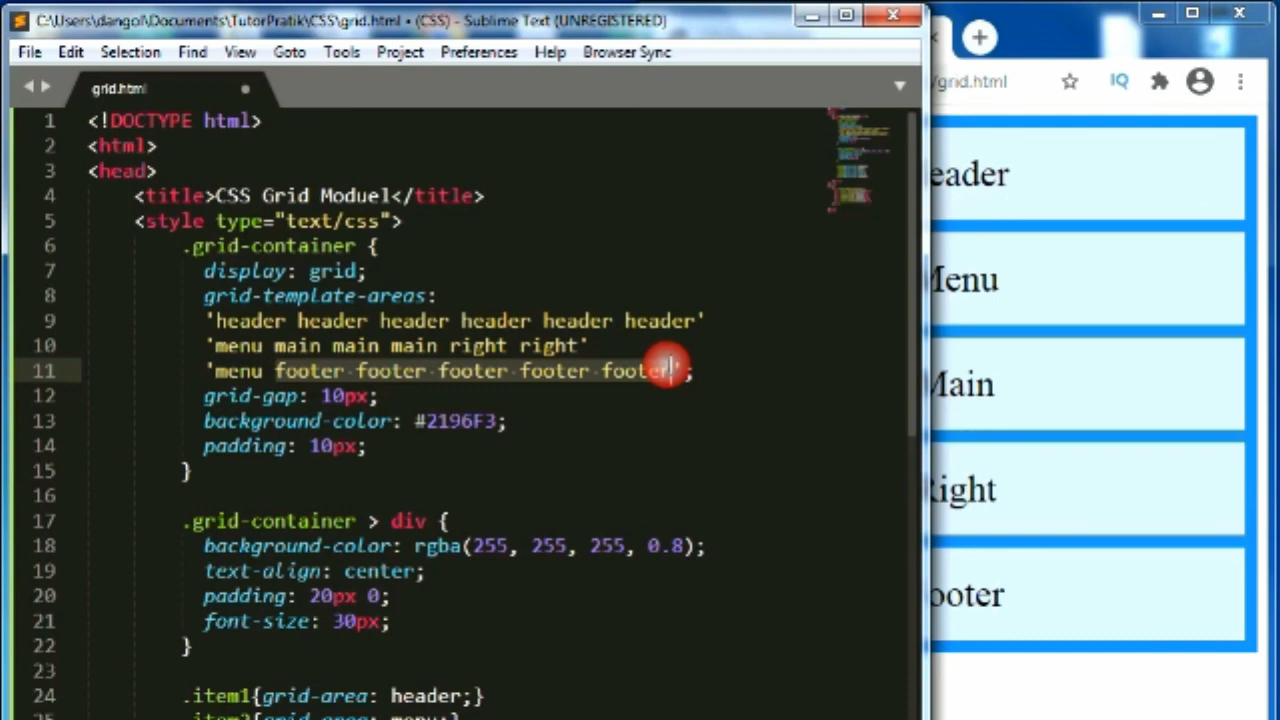 C:\Users\dangol\Documents\TutorPratik\CSS\grid.html • (CSS) - Sublime Text (UNREGISTERED)
File Edit Selection Find View Goto Tools Project Preferences Help Browser Sync
grid.html
1 <!DOCTYPE html>
2 <html>
3 <head>
4 <title>CSS Grid Moduel</title>
5 <style type="text/css">
6 .grid-container {
7 display: grid;
8 grid-template-areas:
9 'header header header header header header'
10 'menu main main main right right'
11 'menu footer footer footer footer footer';
12 grid-gap: 10px;
13 background-color: #2196F3;
14 padding: 10px;
15 }
16
17 .grid-container > div {
18 background-color: rgba(255, 255, 255, 0.8);
19 text-align: center;
20 padding: 20px 0;
21 font-size: 30px;
22 }
23
24 .item1{grid-area: header;}
25 .item2{grid-area: menu;}
/grid.html
IQ
eader
Menu
Main
Right
ooter